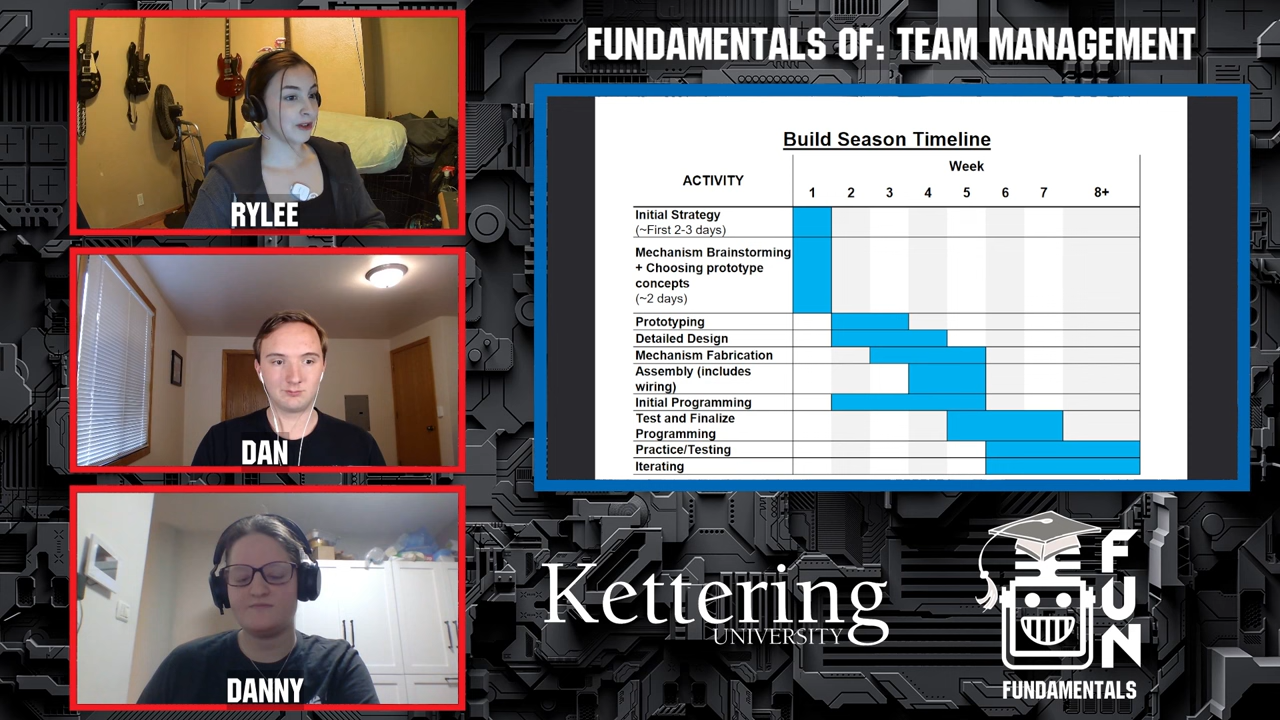 FUNDAMENTALS OF: TEAM MANAGEMENT
RYLEE
DAN
DANNY
Build Season Timeline
ACTIVITY
Week
1 2 3 4 5 6 7 8+
Initial Strategy
(~First 2-3 days)
Mechanism Brainstorming
+ Choosing prototype
concepts
(~2 days)
Prototyping
Detailed Design
Mechanism Fabrication
Assembly (includes
wiring)
Initial Programming
Test and Finalize
Programming
Practice/Testing
Iterating
Kettering
UNIVERSITY
FUN
FUNDAMENTALS